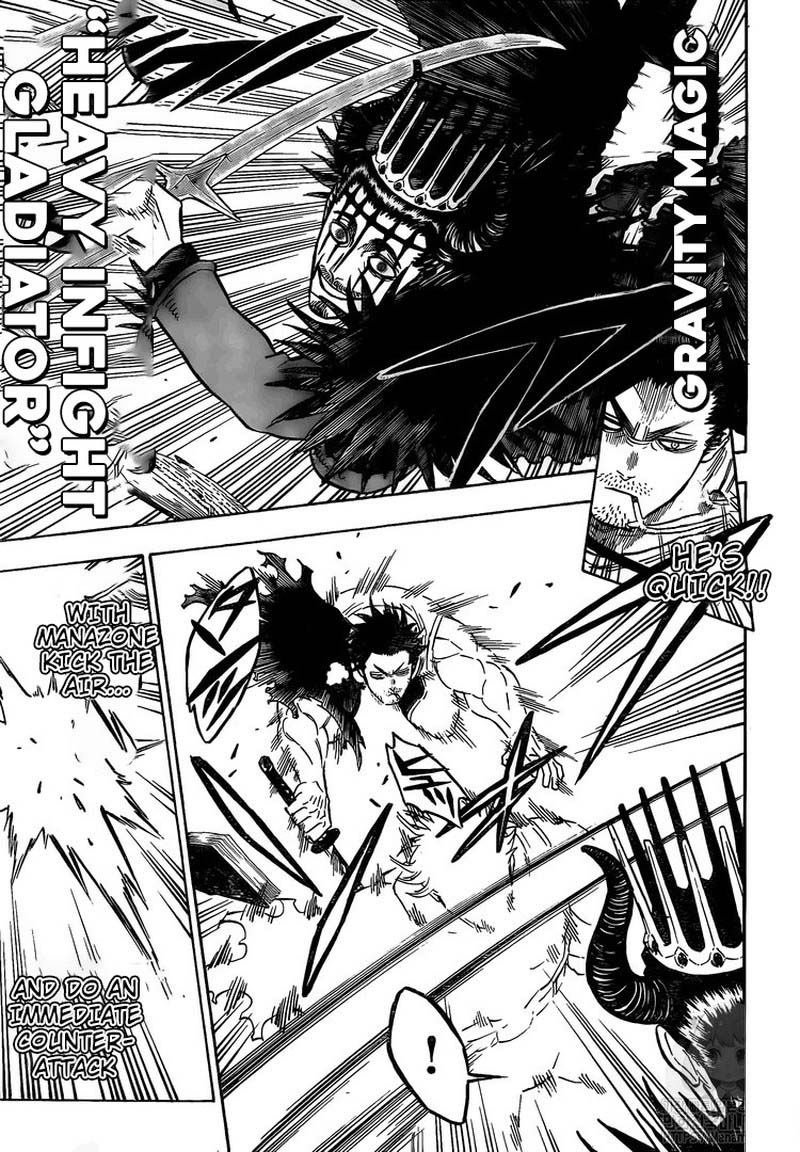 GRAVITY MAGIC
"HEAVY INFIGHT
GLADIATOR"
HE'S
QUICK!!
WITH
MANAZONE
KICK THE
AIR...
!
AND DO AN
IMMEDIATE
COUNTER-
ATTACK